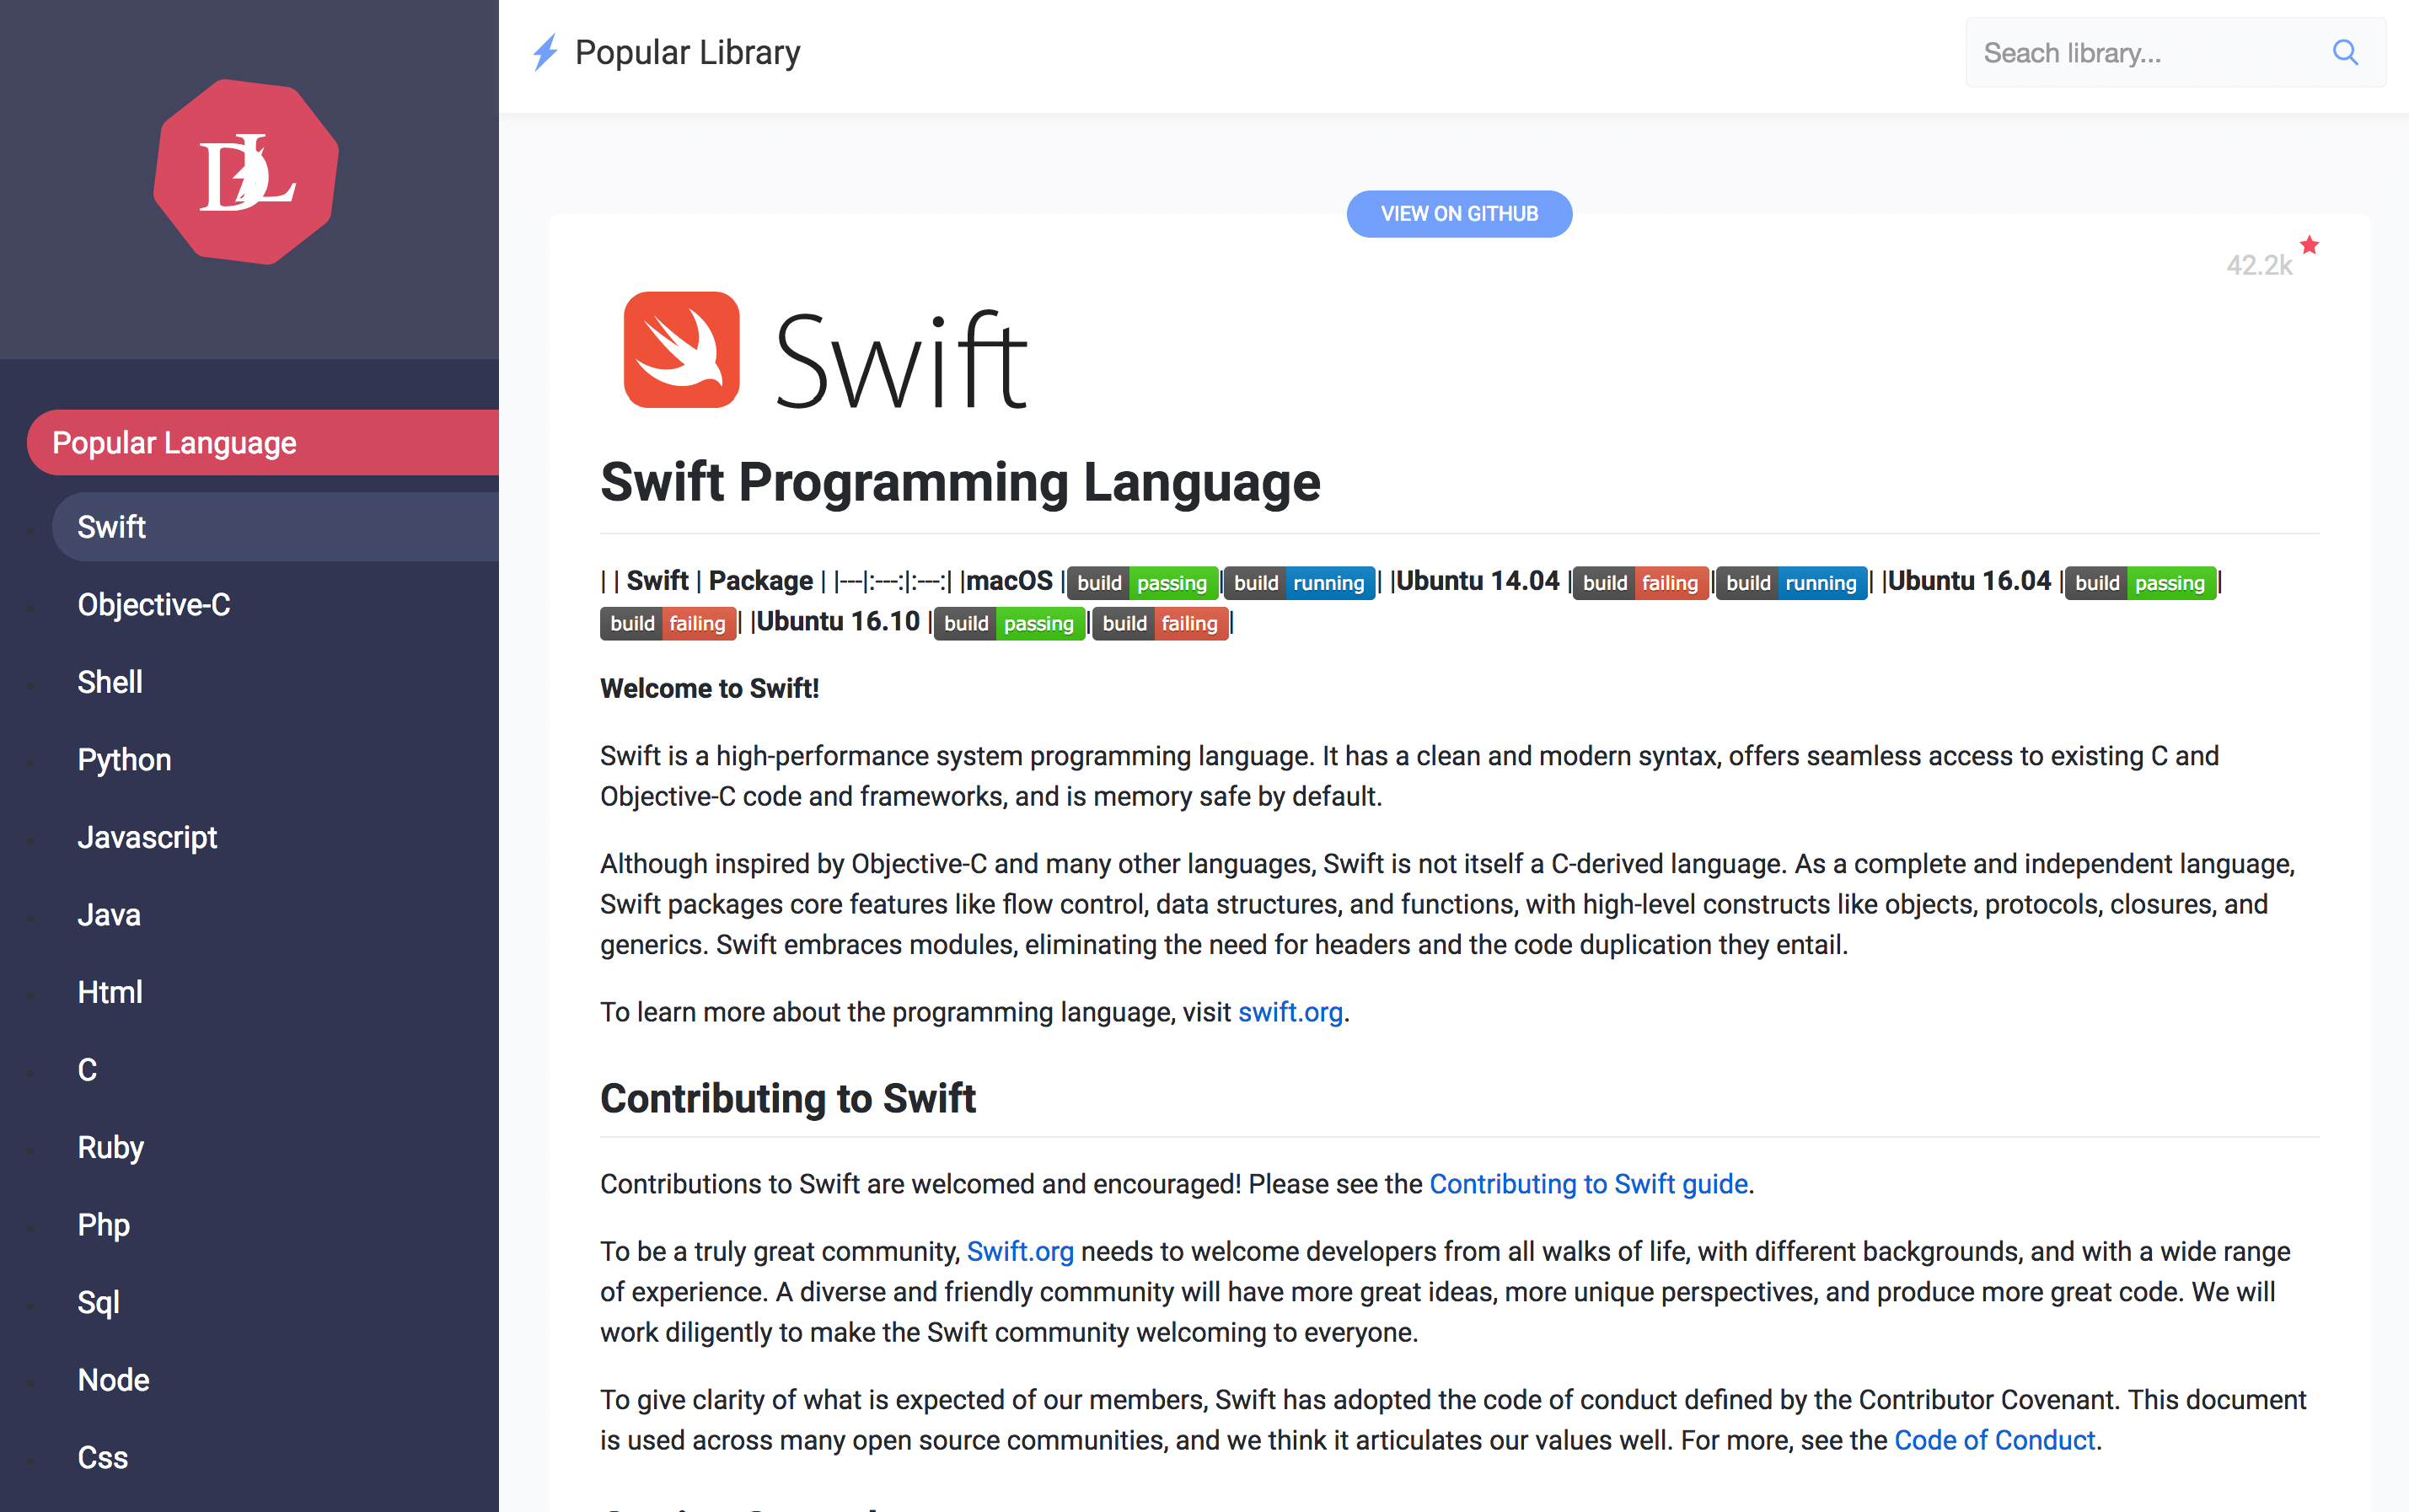 DL
Popular Language
Swift
Objective-C
Shell
Python
Javascript
Java
Html
C
Ruby
Php
Sql
Node
Css
Popular Library
Seach library...
VIEW ON GITHUB
42.2k
Swift
Swift Programming Language
| | Swift | Package | |---|:---:|:---:| |macOS |build passing|build running| |Ubuntu 14.04 |build failing|build running| |Ubuntu 16.04 |build passing|
build failing| |Ubuntu 16.10 |build passing|build failing|
Welcome to Swift!
Swift is a high-performance system programming language. It has a clean and modern syntax, offers seamless access to existing C and
Objective-C code and frameworks, and is memory safe by default.
Although inspired by Objective-C and many other languages, Swift is not itself a C-derived language. As a complete and independent language,
Swift packages core features like flow control, data structures, and functions, with high-level constructs like objects, protocols, closures, and
generics. Swift embraces modules, eliminating the need for headers and the code duplication they entail.
To learn more about the programming language, visit swift.org.
Contributing to Swift
Contributions to Swift are welcomed and encouraged! Please see the Contributing to Swift guide.
To be a truly great community, Swift.org needs to welcome developers from all walks of life, with different backgrounds, and with a wide range
of experience. A diverse and friendly community will have more great ideas, more unique perspectives, and produce more great code. We will
work diligently to make the Swift community welcoming to everyone.
To give clarity of what is expected of our members, Swift has adopted the code of conduct defined by the Contributor Covenant. This document
is used across many open source communities, and we think it articulates our values well. For more, see the Code of Conduct.